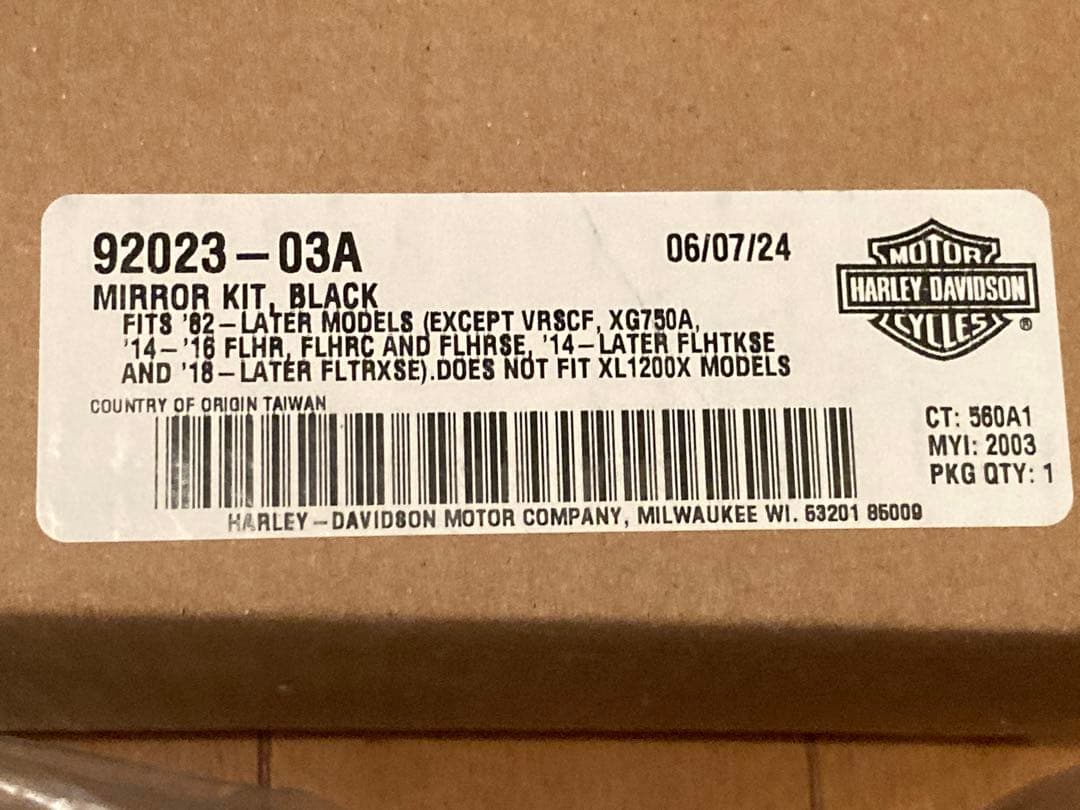 92023-03A
06/07/24
MIRROR KIT, BLACK
FITS '82-LATER MODELS (EXCEPT VRSCF, XG750A,
'14-'16 FLHR, FLHRC AND FLHRSE, '14-LATER FLHTKSE
AND '18-LATER FLTRXSE).DOES NOT FIT XL1200X MODELS
COUNTRY OF ORIGIN TAIWAN
MOTOR
HARLEY-DAVIDSON
CYCLES
®
CT: 560A1
MYI: 2003
PKG QTY: 1
HARLEY-DAVIDSON MOTOR COMPANY, MILWAUKEE WI. 53201 85009